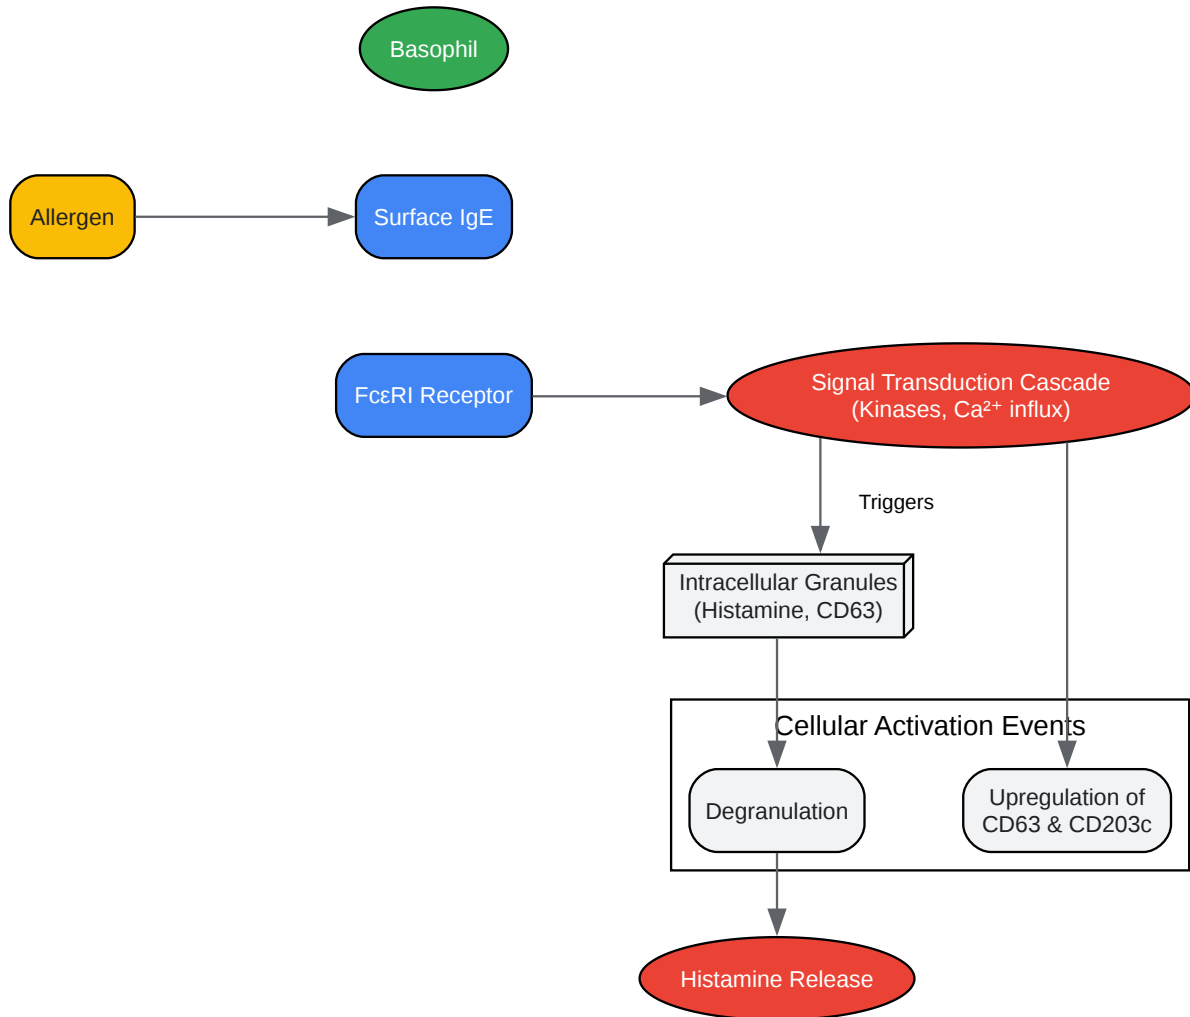 Basophil
Allergen
Surface IgE
FcεRI Receptor
Signal Transduction Cascade
(Kinases, Ca²⁺ influx)
Triggers
Intracellular Granules
(Histamine, CD63)
Cellular Activation Events
Degranulation
Upregulation of
CD63 & CD203c
Histamine Release